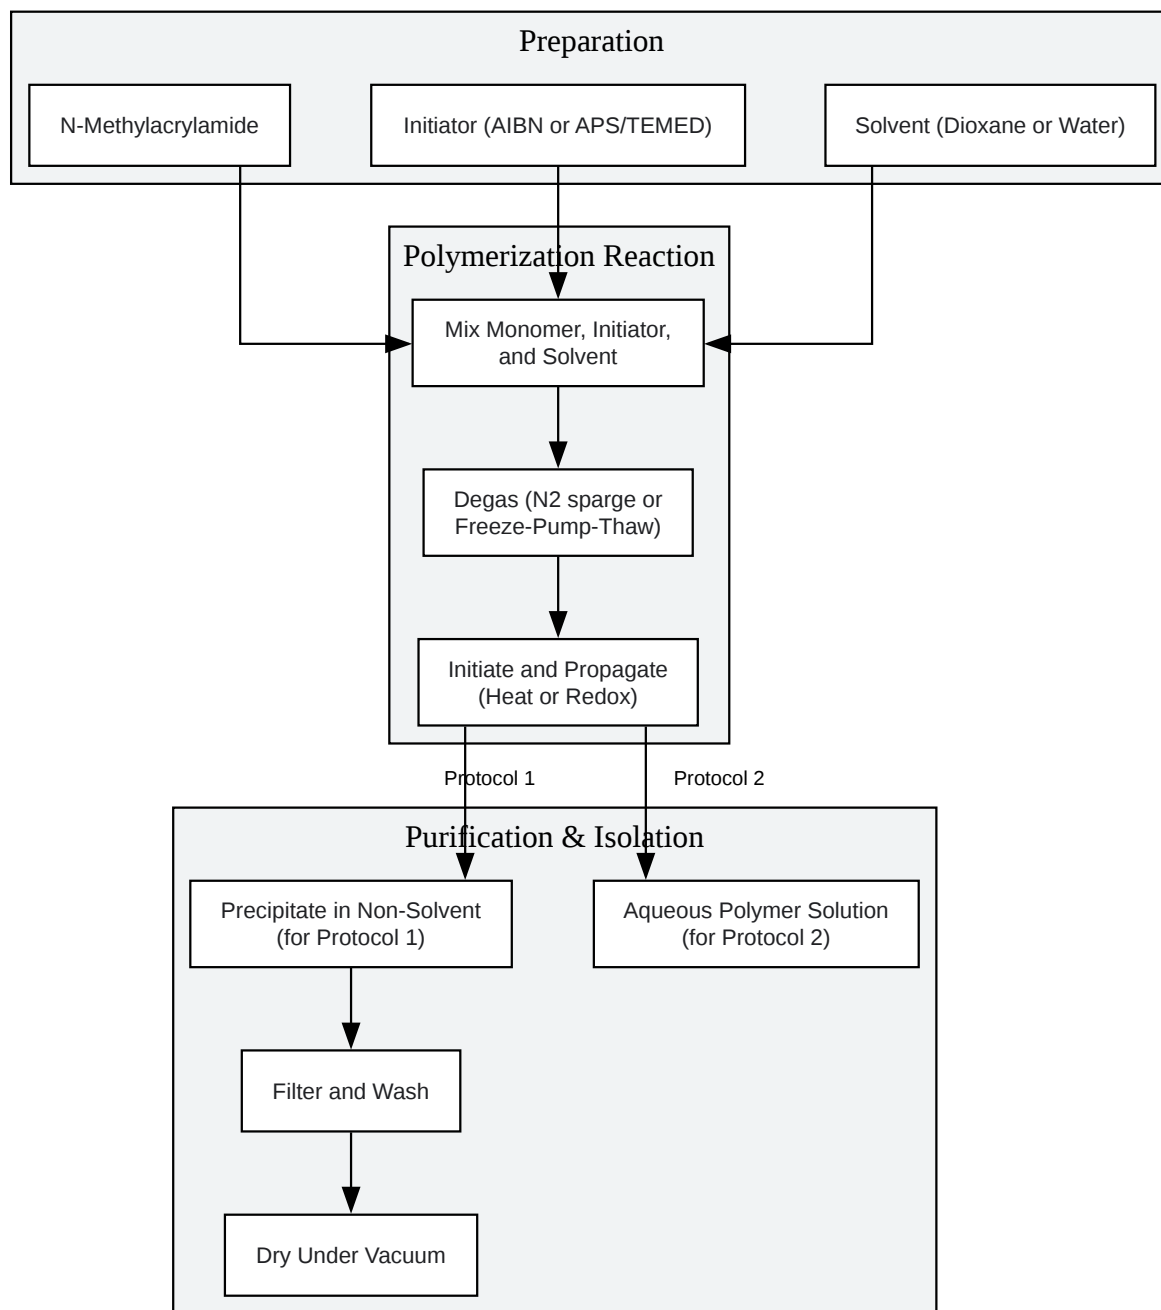 Preparation
N-Methylacrylamide
Initiator (AIBN or APS/TEMED)
Solvent (Dioxane or Water)
Polymerization Reaction
Mix Monomer, Initiator,
and Solvent
Degas (N2 sparge or
Freeze-Pump-Thaw)
Initiate and Propagate
(Heat or Redox)
Protocol 1
Protocol 2
Purification & Isolation
Precipitate in Non-Solvent
(for Protocol 1)
Aqueous Polymer Solution
(for Protocol 2)
Filter and Wash
Dry Under Vacuum